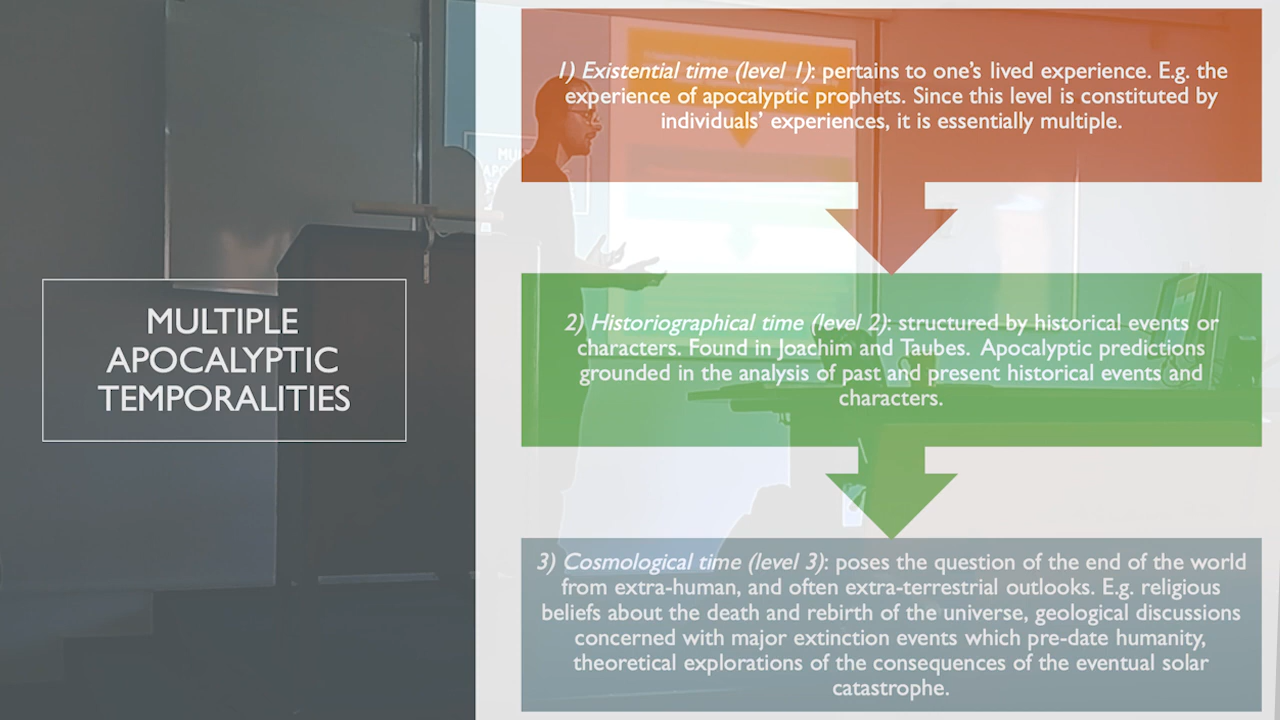 MULTIPLE
APOCALYPTIC
TEMPORALITIES
1) Existential time (level 1): pertains to one's lived experience. E.g. the
experience of apocalyptic prophets. Since this level is constituted by
individuals' experiences, it is essentially multiple.
2) Historiographical time (level 2): structured by historical events or
characters. Found in Joachim and Taubes. Apocalyptic predictions
grounded in the analysis of past and present historical events and
characters.
3) Cosmological time (level 3): poses the question of the end of the world
from extra-human, and often extra-terrestrial outlooks. E.g. religious
beliefs about the death and rebirth of the universe, geological discussions
concerned with major extinction events which pre-date humanity,
theoretical explorations of the consequences of the eventual solar
catastrophe.